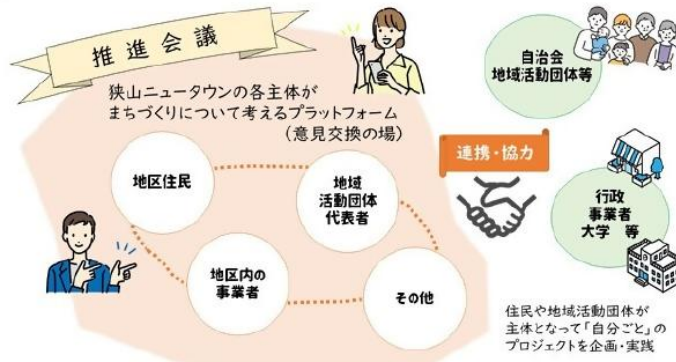 推進会議
狭山ニュータウンの各主体が
まちづくりについて考えるプラットフォーム
（意見交換の場）
地区住民
地域
活動団体
代表者
地区内の
事業者
その他
連携・協力
自治会
地域活動団体等
行政
事業者
大学　等
住民や地域活動団体が
主体となって「自分ごと」の
プロジェクトを企画・実践